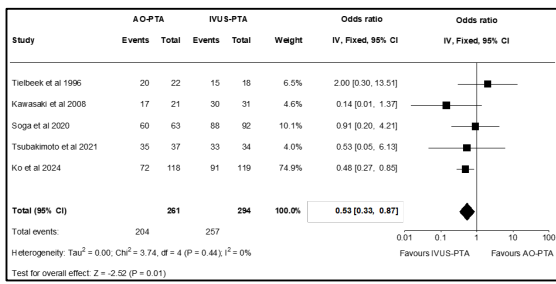 AO-PTA IVUS-PTA Odds ratio Odds ratio
Study Events Total Events Total Weight IV, Fixed, 95% CI IV, Fixed, 95% CI
Tielbeek et al 1996 20 22 15 18 6.5% 2.00 [0.30, 13.51]
Kawasaki et al 2008 17 21 30 31 4.6% 0.14 [0.01, 1.37]
Soga et al 2020 60 63 88 92 10.1% 0.91 [0.20, 4.21]
Tsubakimoto et al 2021 35 37 33 34 4.0% 0.53 [0.05, 6.13]
Ko et al 2024 72 118 91 119 74.9% 0.48 [0.27, 0.85]
Total (95% CI) 261 294 100.0% 0.53 [0.33, 0.87]
Total events: 204 257
0.01 0.1 1 10 100
Heterogeneity: Tau² = 0.00; Chi² = 3.74, df = 4 (P = 0.44); I² = 0%
Favours IVUS-PTA Favours AO-PTA
Test for overall effect: Z = -2.52 (P = 0.01)